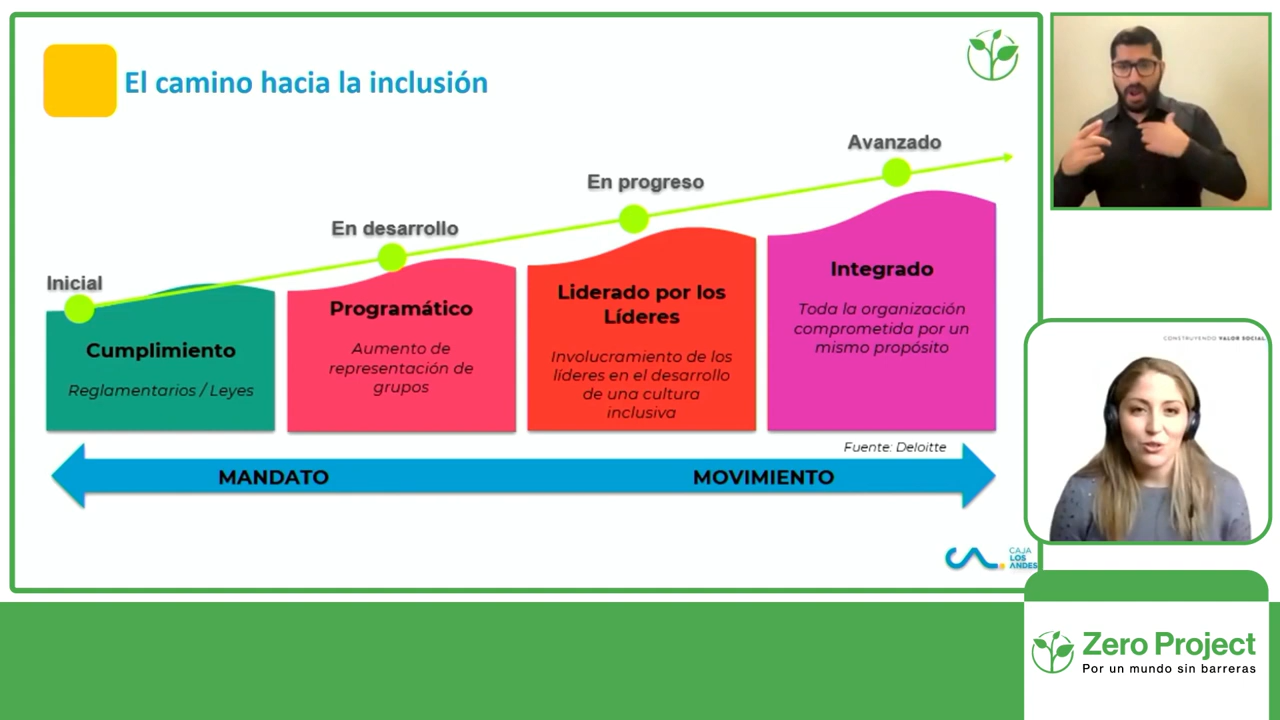 El camino hacia la inclusión
Inicial
En desarrollo
En progreso
Avanzado
Cumplimiento
Reglamentarios / Leyes
Programático
Aumento de
representación de
grupos
Liderado por los
Líderes
Involucramiento de los
líderes en el desarrollo
de una cultura
inclusiva
Integrado
Toda la organización
comprometida por un
mismo propósito
Fuente: Deloitte
MANDATO
MOVIMIENTO
CAJA
LOS
ANDES
CONSTRUYENDO VALOR SOCIAL
Zero Project
Por un mundo sin barreras